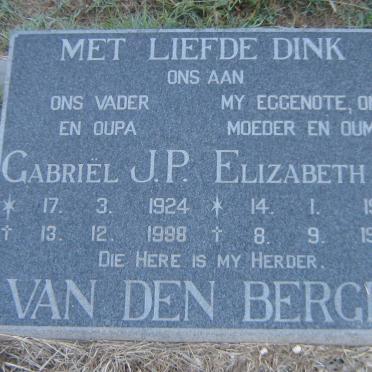 MET LIEFDE DINK
ONS AAN
ONS VADER MY EGGENOTE, ON
EN OUPA MOEDER EN OUM
GABRIËL J.P. ELIZABETH
* 17. 3. 1924 * 14. 1. 19
† 13. 12. 1998 † 8. 9. 19
DIE HERE IS MY HERDER.
VAN DEN BERG